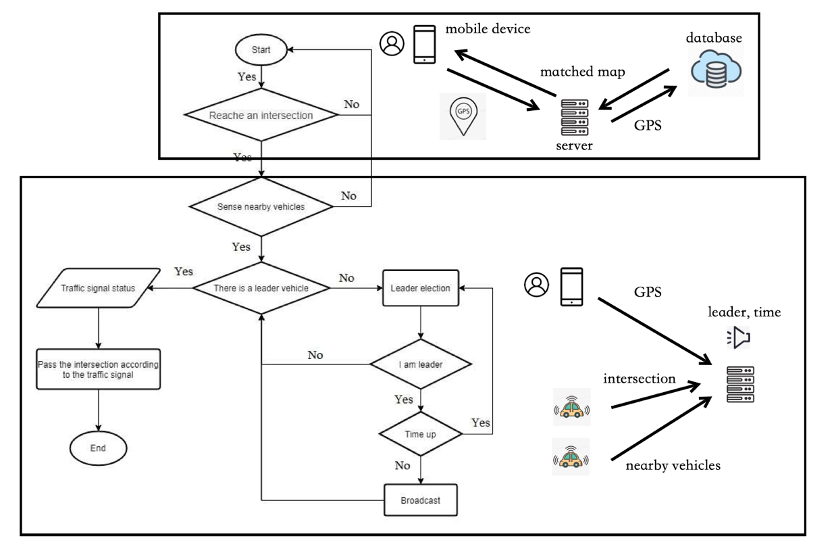 Start
Yes
Reache an intersection
No
Yes
mobile device
matched map
database
GPS
GPS
server
Sense nearby vehicles
No
Yes
Traffic signal status
Yes
There is a leader vehicle
No
Leader election
Pass the intersection according
to the traffic signal
No
I am leader
Yes
Time up
Yes
No
End
Broadcast
GPS
leader, time
intersection
nearby vehicles